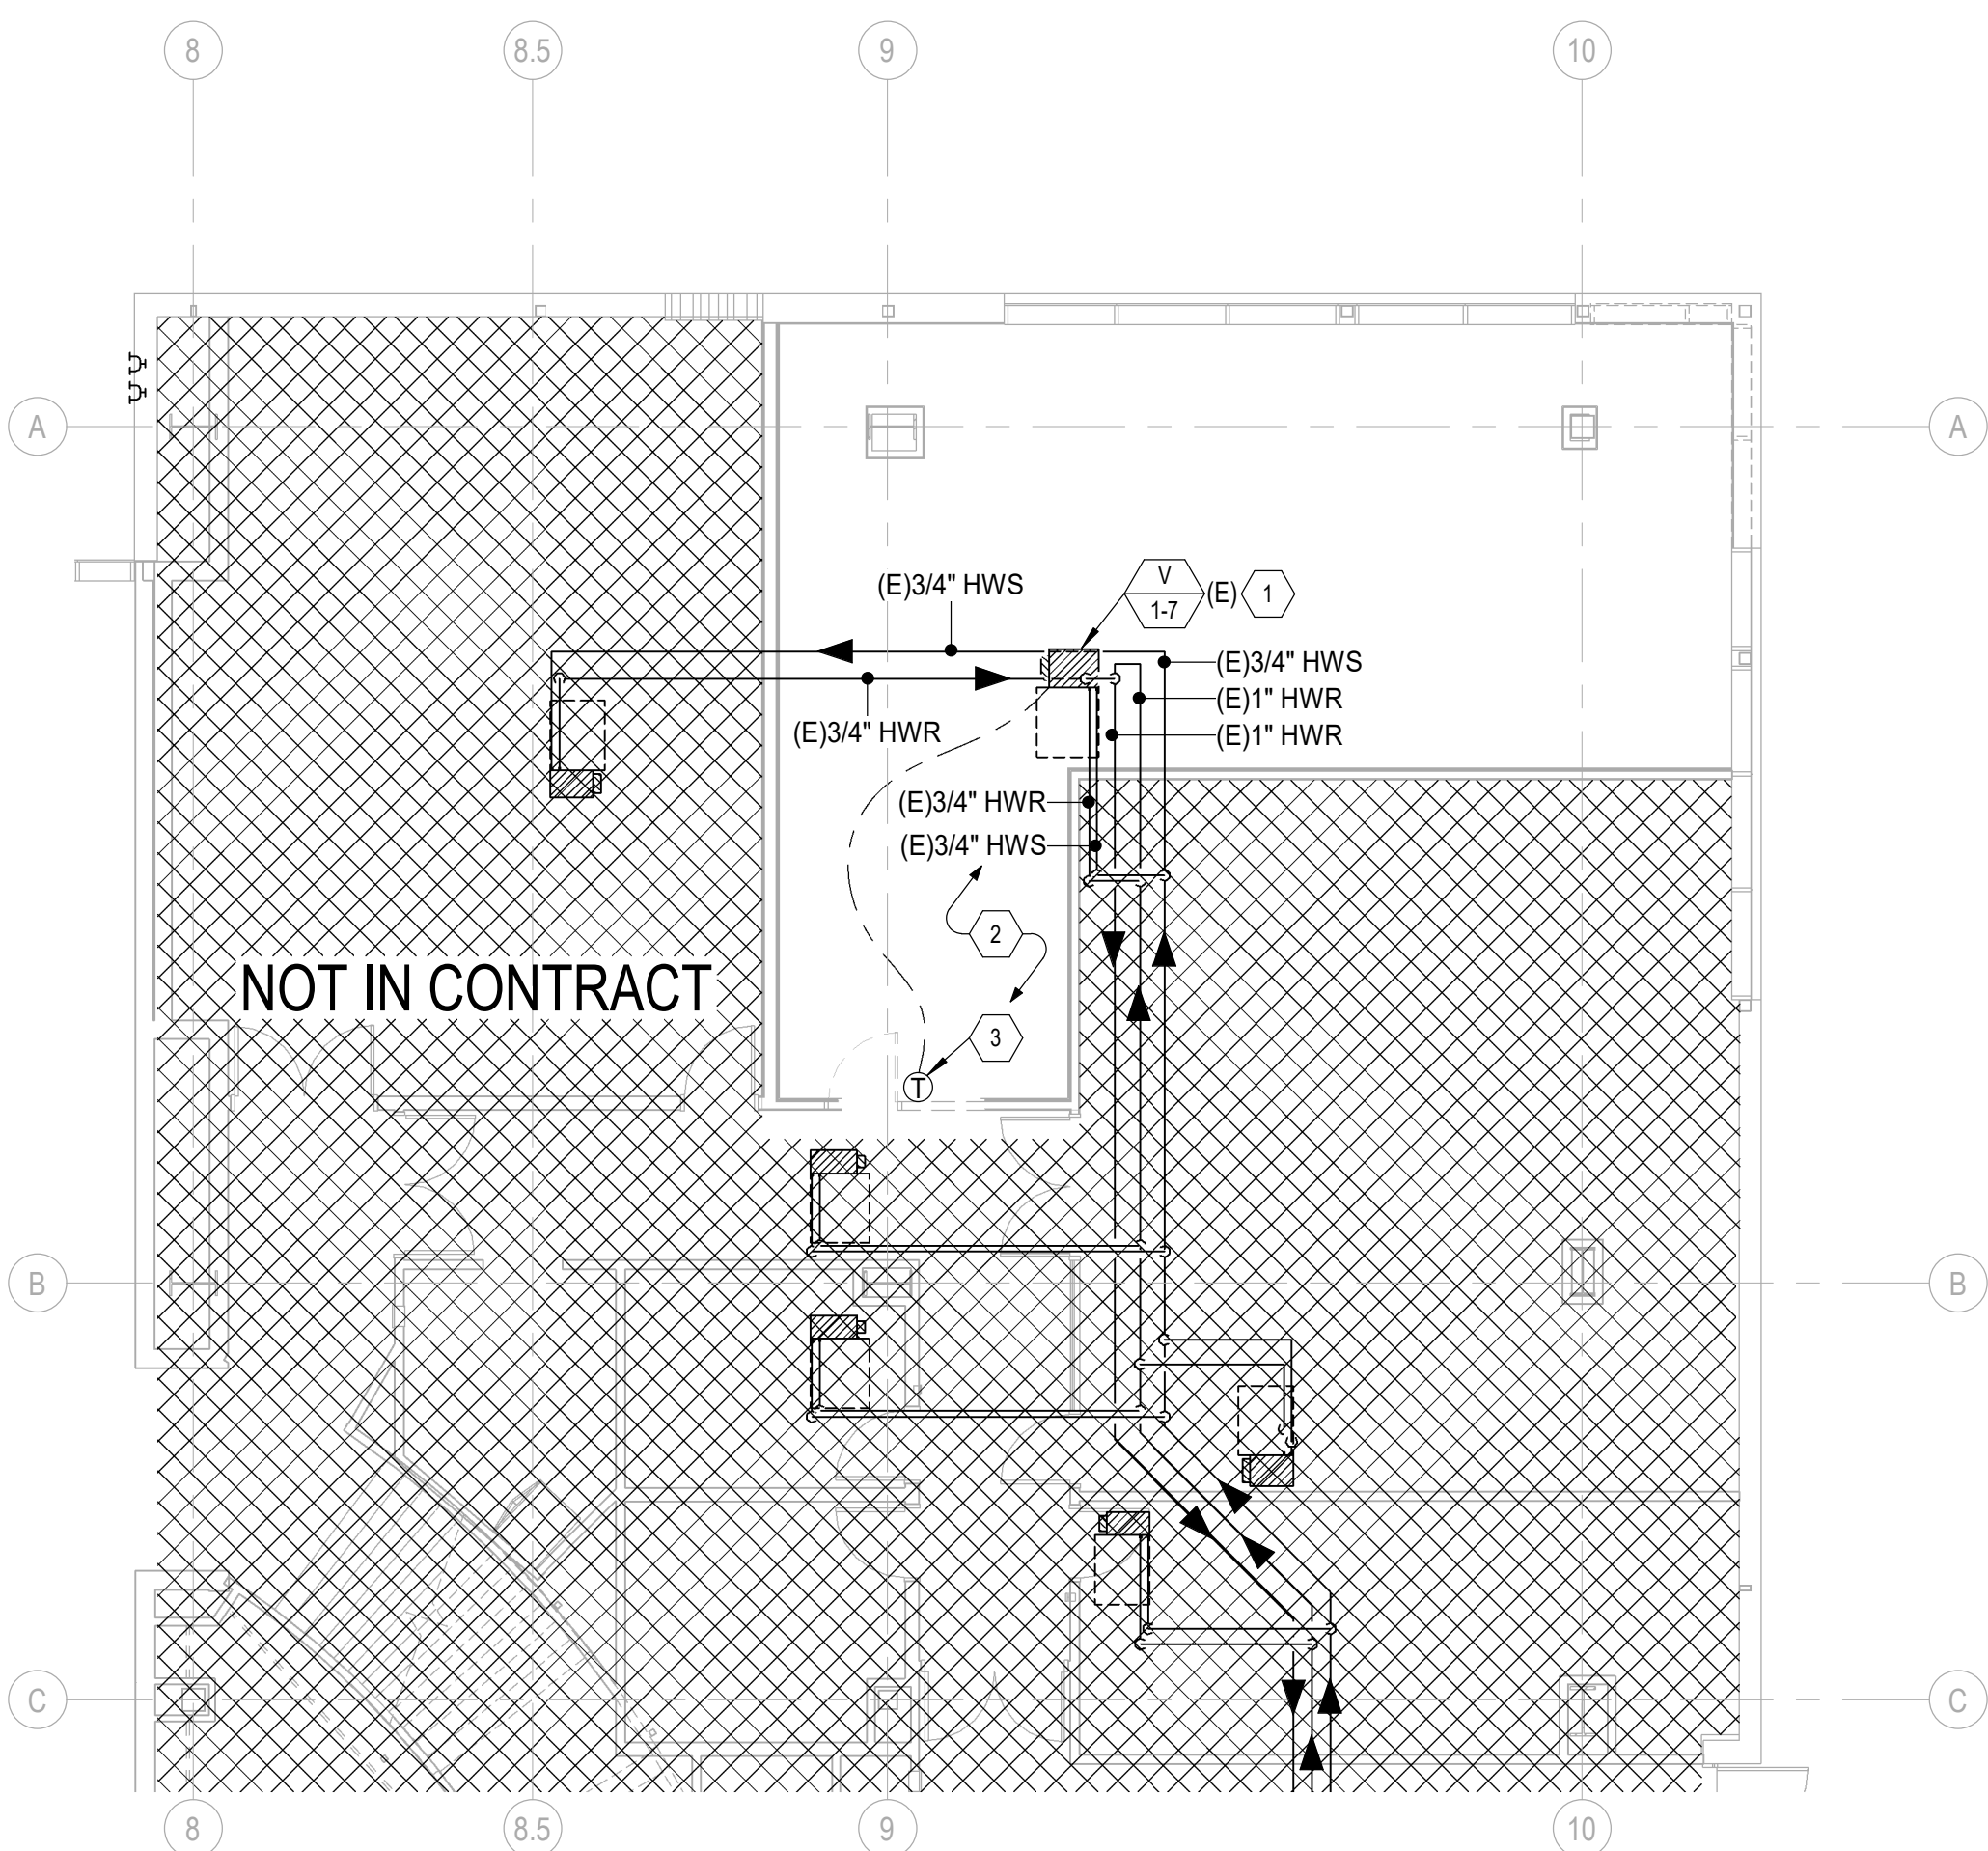 8
8.5
9
10
A
A
(E)3/4" HWS
V
1-7
(E)
1
(E)3/4" HWS
(E)1" HWR
(E)3/4" HWR
(E)1" HWR
(E)3/4" HWR
(E)3/4" HWS
2
NOT IN CONTRACT
3
T
B
B
C
C
8
8.5
9
10